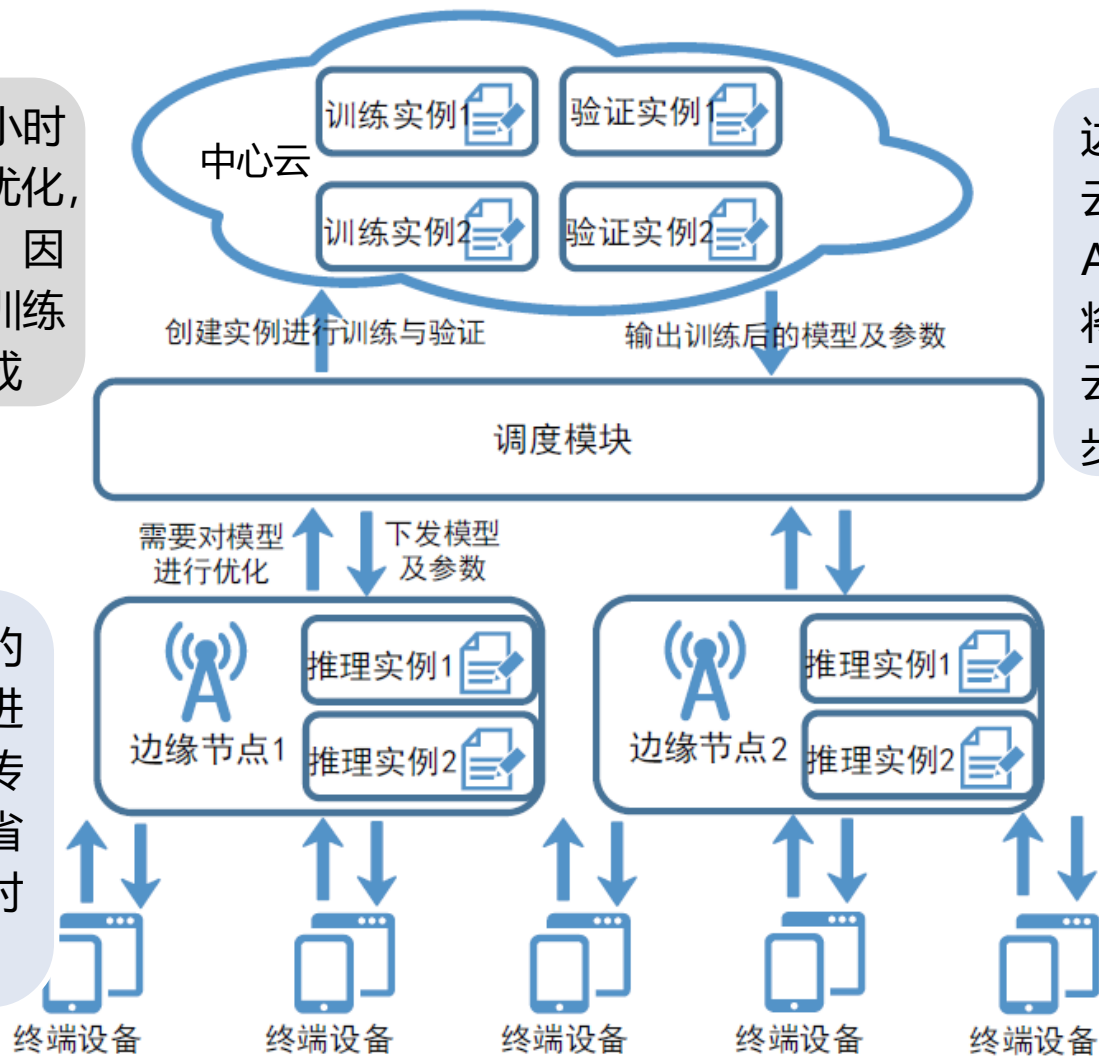 训练实例1
验证实例1
中心云
训练实例2
验证实例2
小时
优化,
因
训练
成
云
A
将
云
步
创建实例进行训练与验证
输出训练后的模型及参数
调度模块
需要对模型
进行优化
下发模型
及参数
的
进
专
省
时
边缘节点1
推理实例1
推理实例2
边缘节点2
推理实例1
推理实例2
终端设备
终端设备
终端设备
终端设备
终端设备